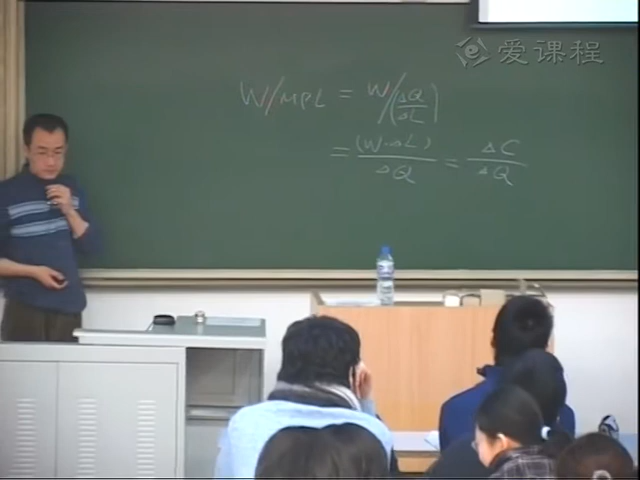 爱课程
W/MPL = W/(ΔQ/ΔL)
= (W·ΔL)/ΔQ = ΔC/ΔQ